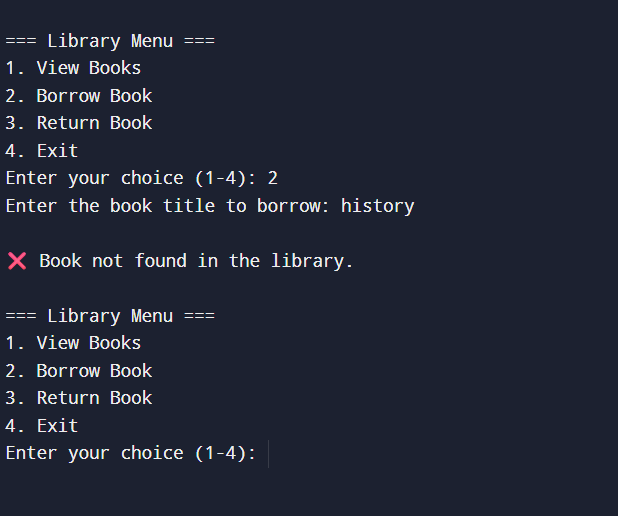 === Library Menu ===
1. View Books
2. Borrow Book
3. Return Book
4. Exit
Enter your choice (1-4): 2
Enter the book title to borrow: history
❌ Book not found in the library.
=== Library Menu ===
1. View Books
2. Borrow Book
3. Return Book
4. Exit
Enter your choice (1-4):